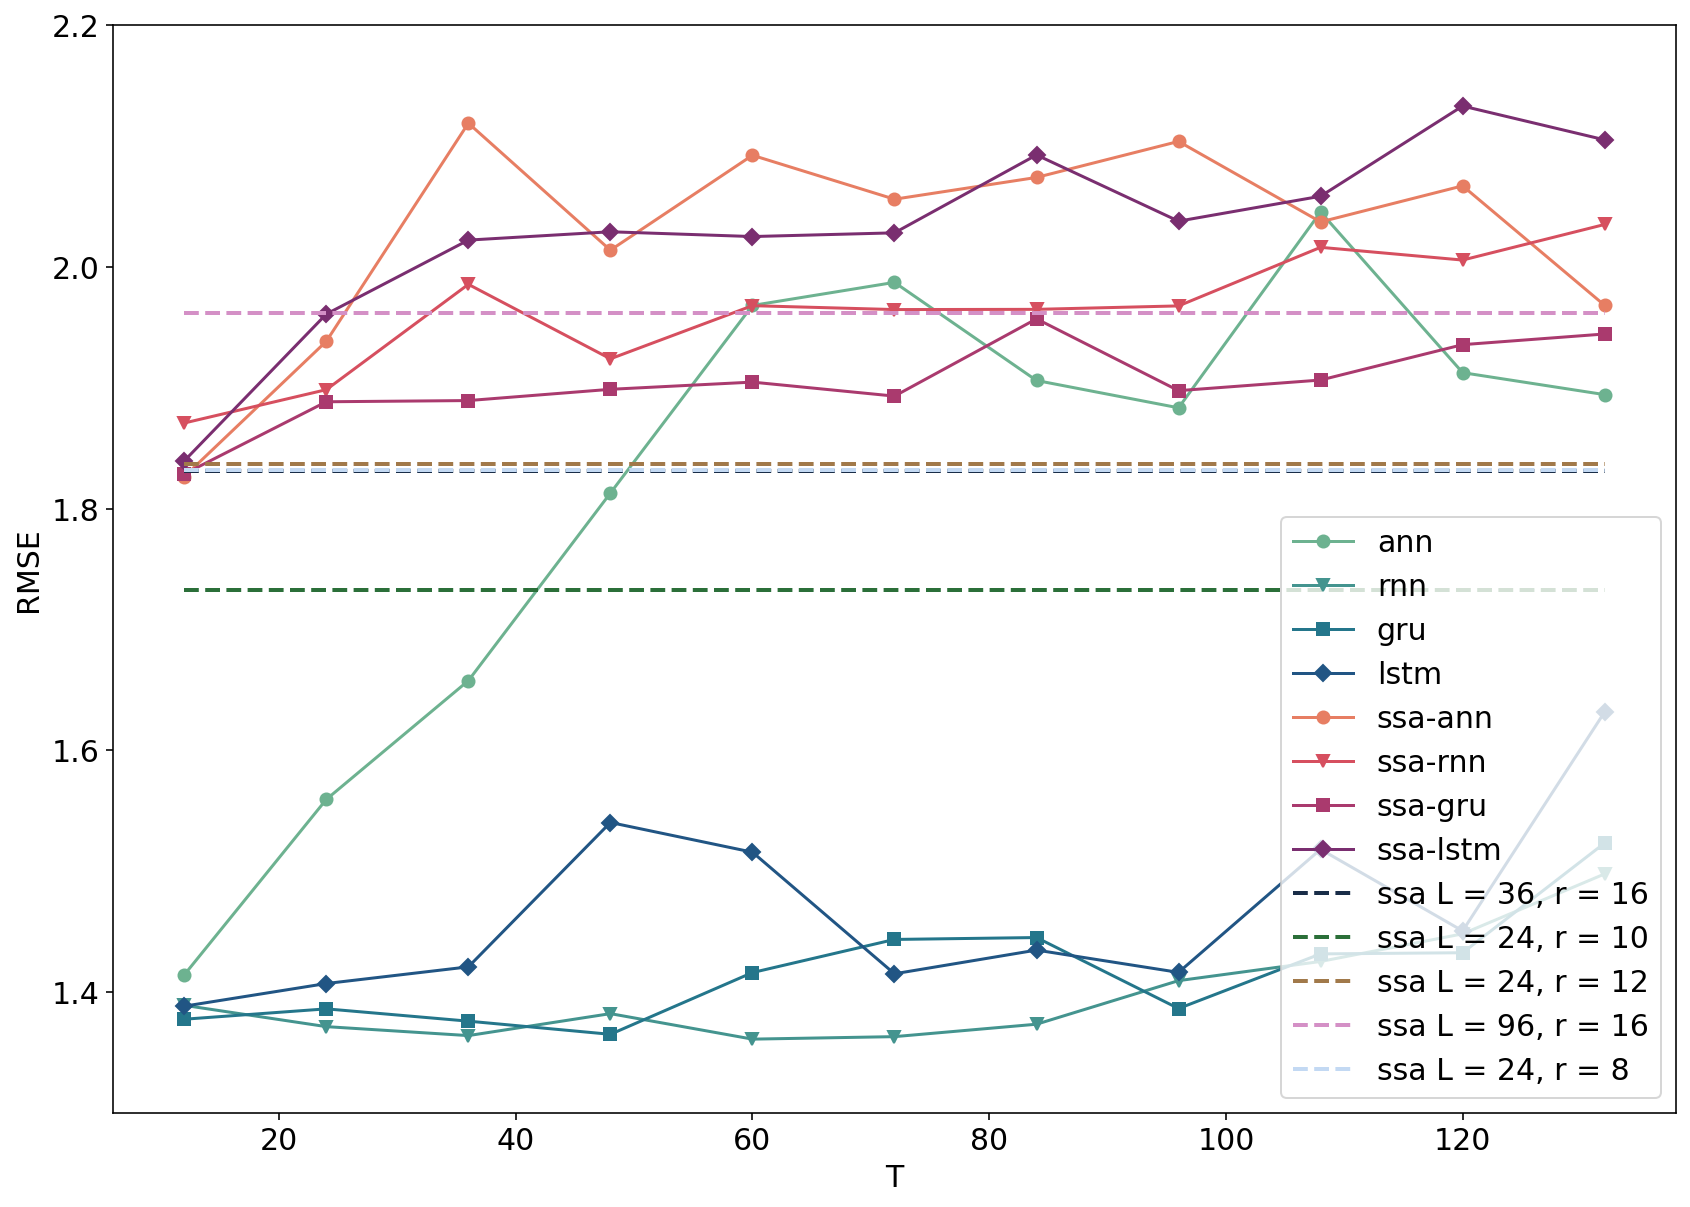 2.2
2.0
1.8
1.6
1.4
RMSE
20
40
60
80
100
120
T
ann
rnn
gru
lstm
ssa-ann
ssa-rnn
ssa-gru
ssa-lstm
ssa L = 36, r = 16
ssa L = 24, r = 10
ssa L = 24, r = 12
ssa L = 96, r = 16
ssa L = 24, r = 8